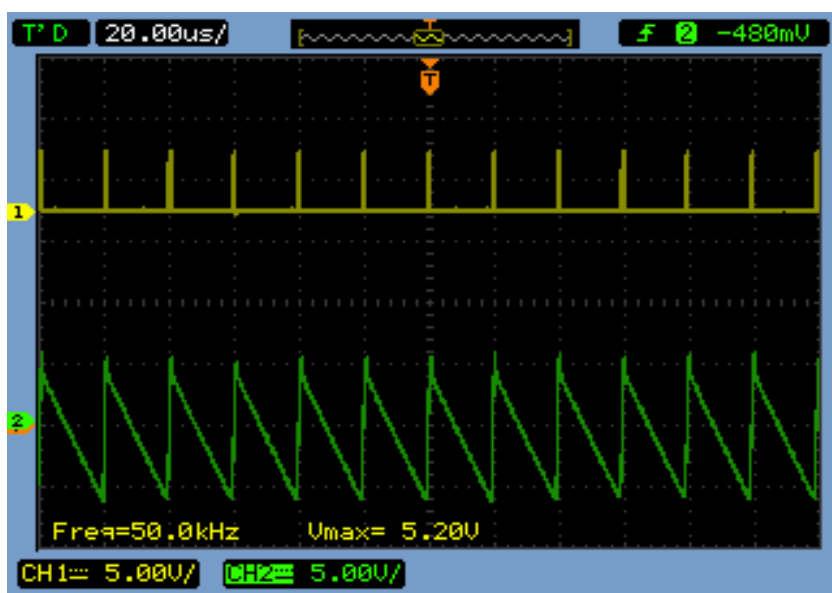 T'D 20.00us/ T 2 -480mV
T
1
2
Freq=50.0kHz Vmax= 5.20V
CH1 5.00V/ CH2 5.00V/